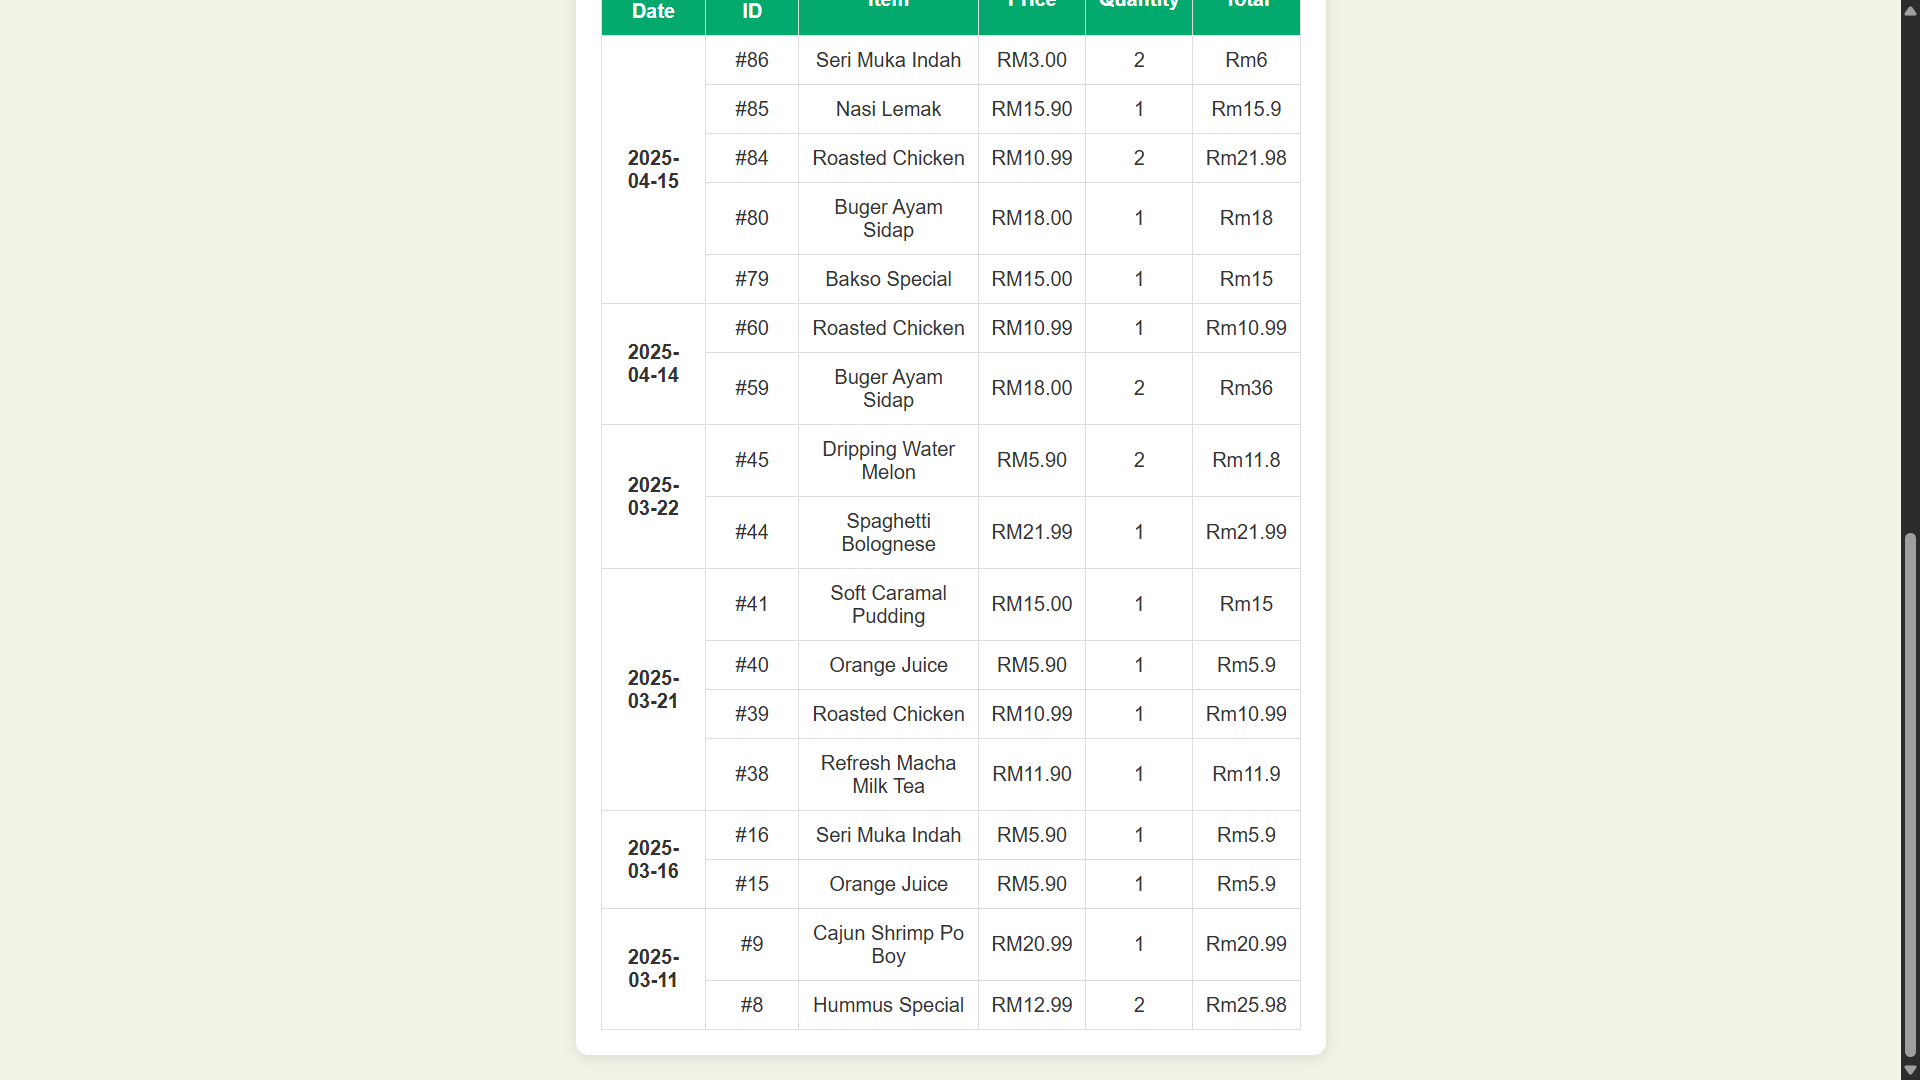 Date ID Item Price Quantity Total
#86 Seri Muka Indah RM3.00 2 Rm6
#85 Nasi Lemak RM15.90 1 Rm15.9
2025-
04-15
#84 Roasted Chicken RM10.99 2 Rm21.98
#80 Buger Ayam
Sidap
RM18.00 1 Rm18
#79 Bakso Special RM15.00 1 Rm15
2025-
04-14
#60 Roasted Chicken RM10.99 1 Rm10.99
#59 Buger Ayam
Sidap
RM18.00 2 Rm36
2025-
03-22
#45 Dripping Water
Melon
RM5.90 2 Rm11.8
#44 Spaghetti
Bolognese
RM21.99 1 Rm21.99
2025-
03-21
#41 Soft Caramal
Pudding
RM15.00 1 Rm15
#40 Orange Juice RM5.90 1 Rm5.9
#39 Roasted Chicken RM10.99 1 Rm10.99
#38 Refresh Macha
Milk Tea
RM11.90 1 Rm11.9
2025-
03-16
#16 Seri Muka Indah RM5.90 1 Rm5.9
#15 Orange Juice RM5.90 1 Rm5.9
2025-
03-11
#9 Cajun Shrimp Po
Boy
RM20.99 1 Rm20.99
#8 Hummus Special RM12.99 2 Rm25.98